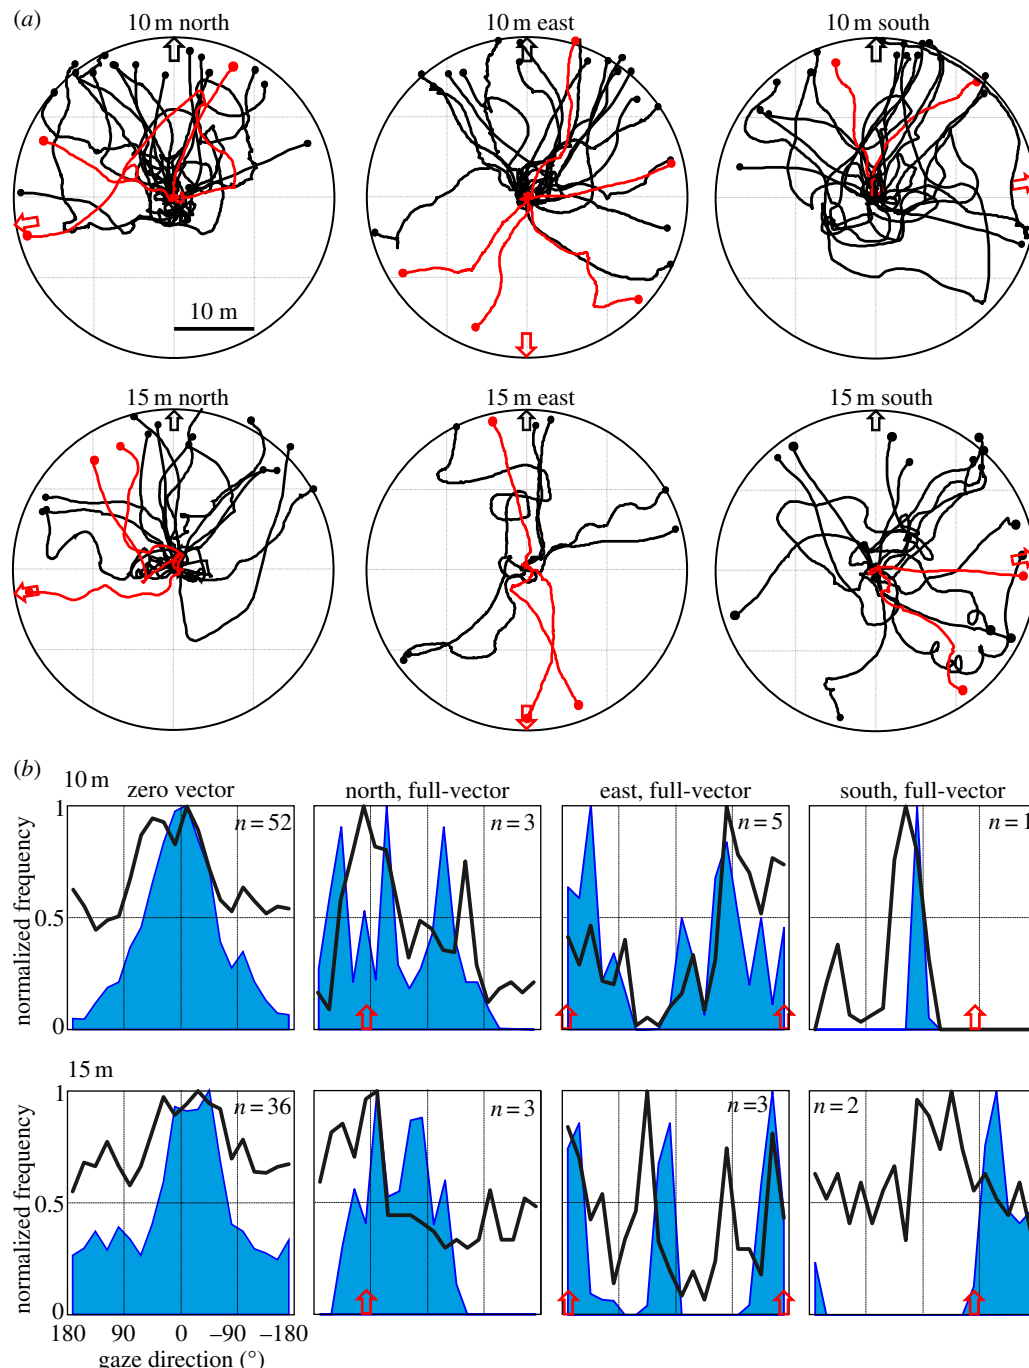 (a)
10 m north
10 m east
10 m south
N
10 m
15 m north
15 m east
15 m south
(b)
10 m
zero vector
north, full-vector
east, full-vector
south, full-vector
normalized frequency
1
0.5
0
n = 52
n = 3
n = 5
n = 1
15 m
normalized frequency
1
0.5
0
n = 36
n = 3
n = 3
n = 2
180 90 0 –90 –180
gaze direction (°)